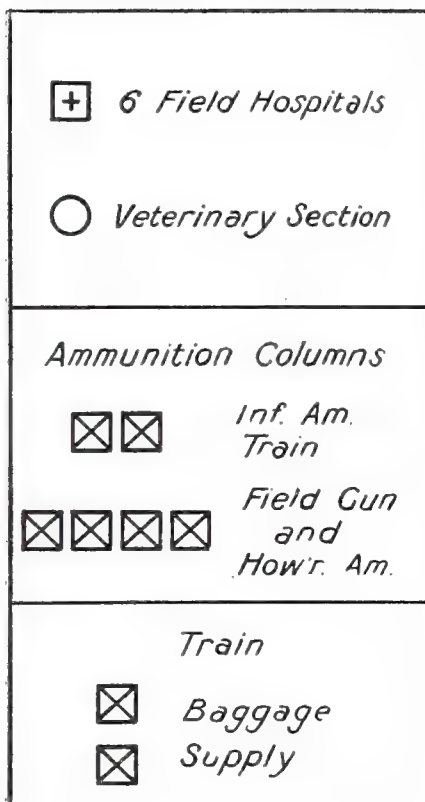 6 Field Hospitals
Veterinary Section
Ammunition Columns
Inf. Am.
Train
Field Gun
and
How'r. Am.
Train
Baggage
Supply